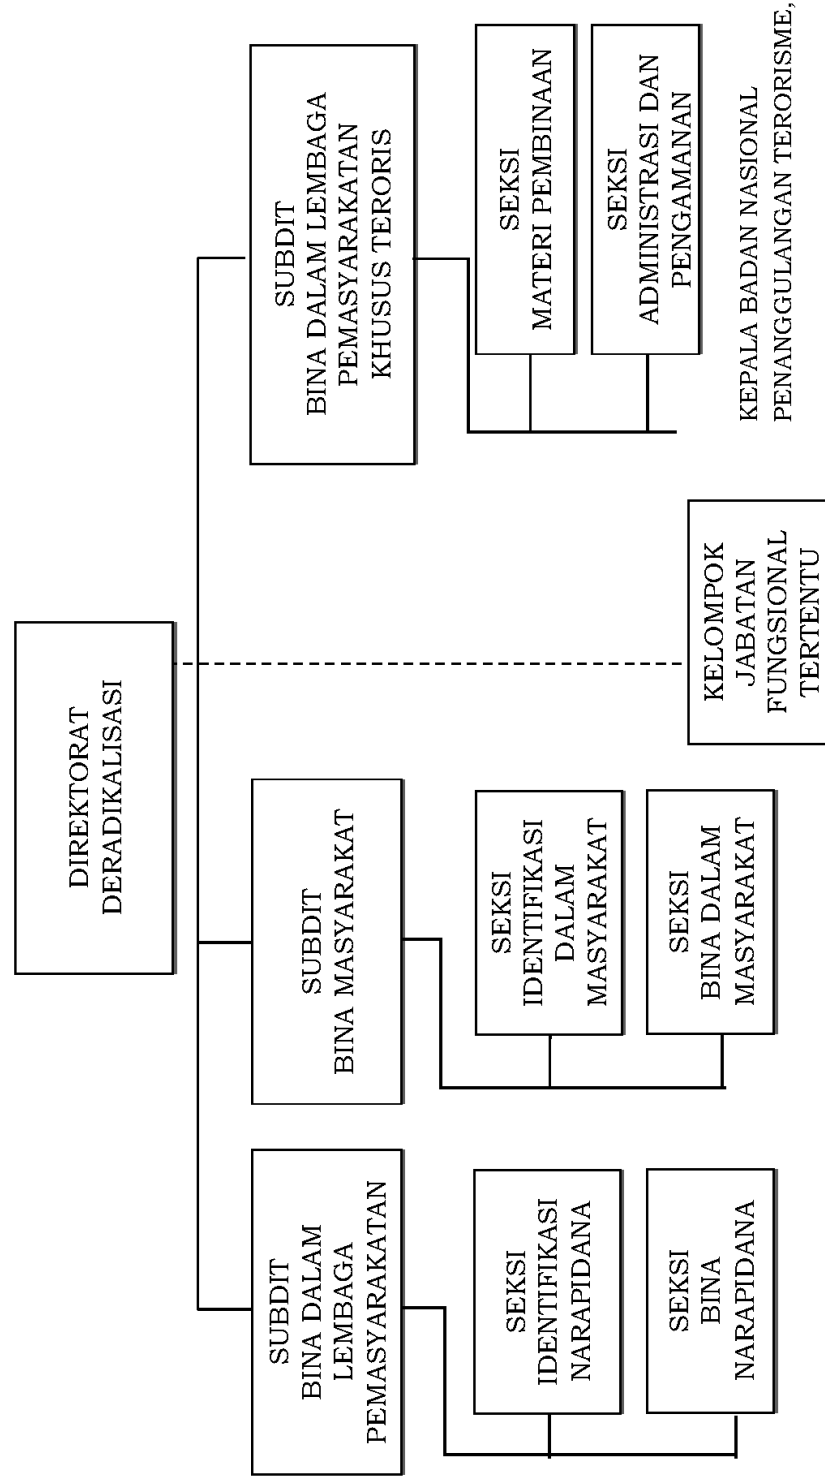 DIREKTORAT
DERADIKALISASI
SUBDIT
BINA DALAM
LEMBAGA
PEMASYARAKATAN
SUBDIT
BINA MASYARAKAT
SUBDIT
BINA DALAM LEMBAGA
PEMASYARAKATAN
KHUSUS TERORIS
SEKSI
IDENTIFIKASI
NARAPIDANA
SEKSI
BINA
NARAPIDANA
SEKSI
IDENTIFIKASI
DALAM
MASYARAKAT
SEKSI
BINA DALAM
MASYARAKAT
SEKSI
MATERI PEMBINAAN
SEKSI
ADMINISTRASI DAN
PENGAMANAN
KELOMPOK
JABATAN
FUNGSIONAL
TERTENTU
KEPALA BADAN NASIONAL
PENANGGULANGAN TERORISME,